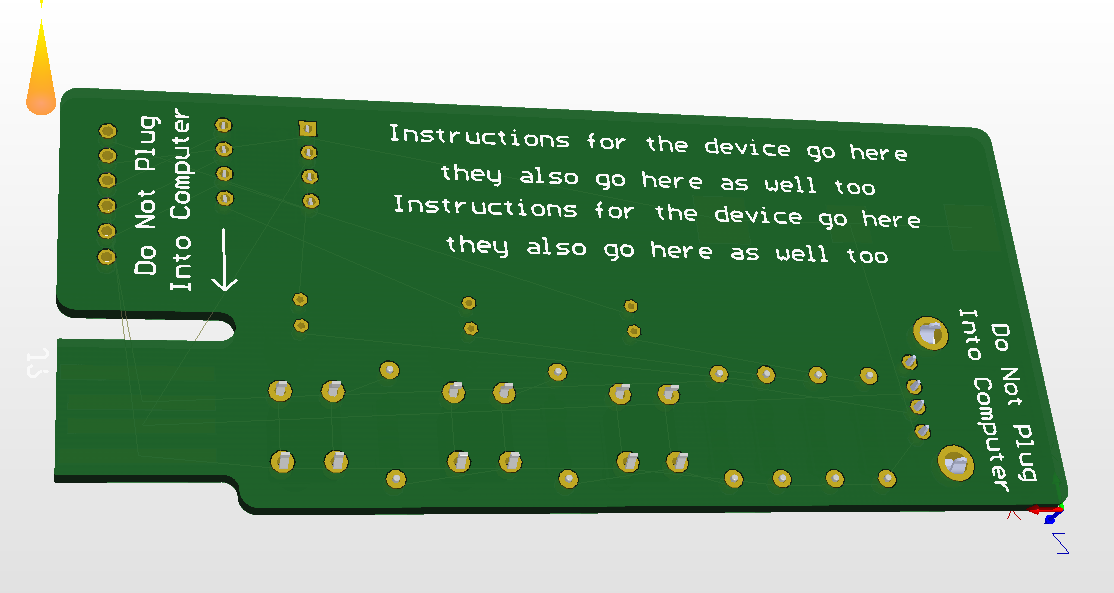 Do Not Plug
Into Computer
Instructions for the device go here
they also go here as well too
Instructions for the device go here
they also go here as well too
Do Not plug
Into Computer
Z